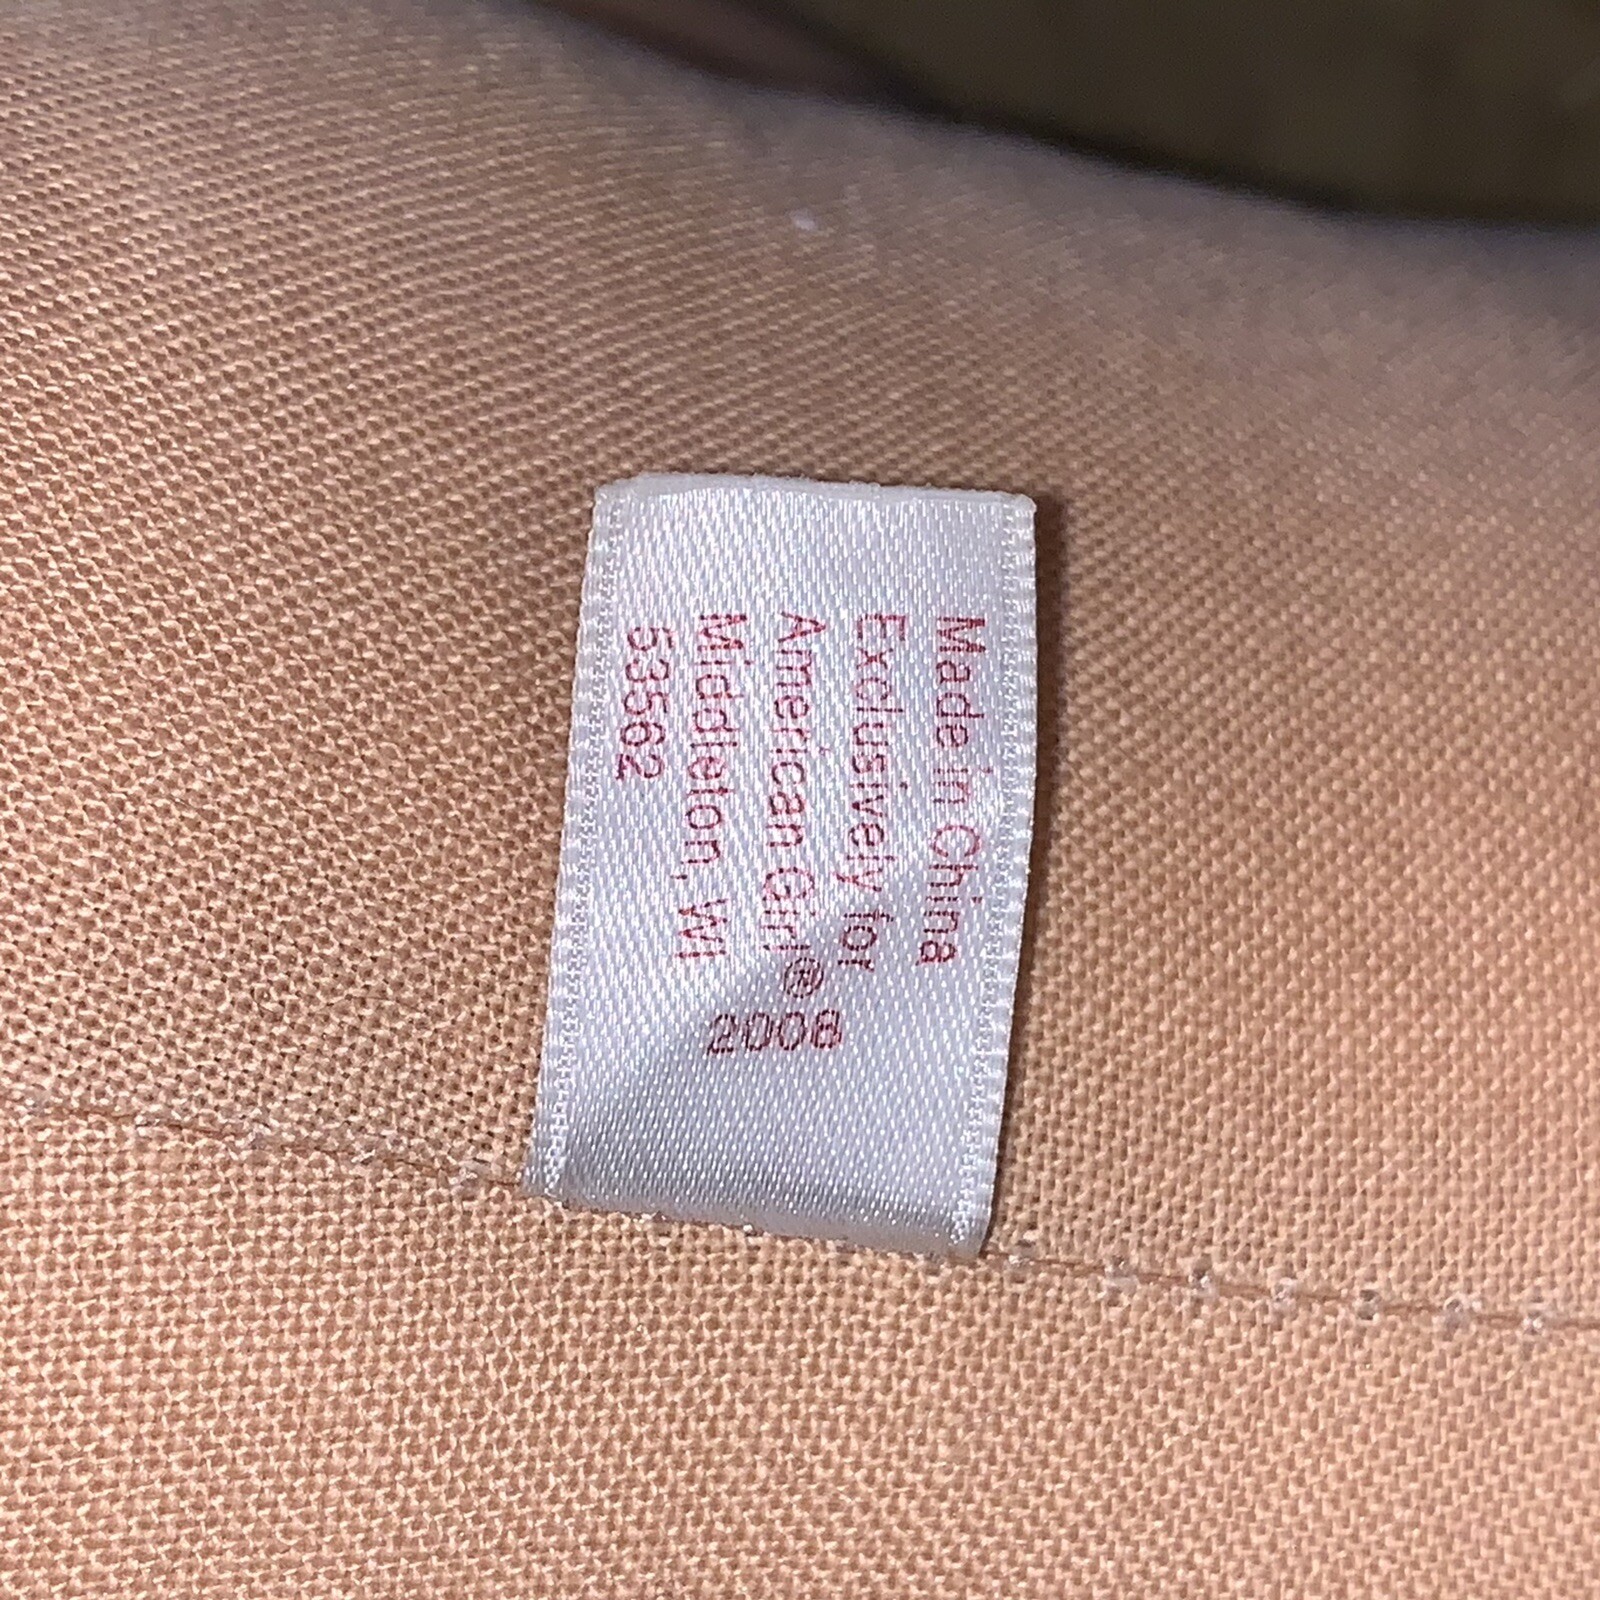 Made in China
Exclusively for
American Girl®
Middleton, WI
53562
2008